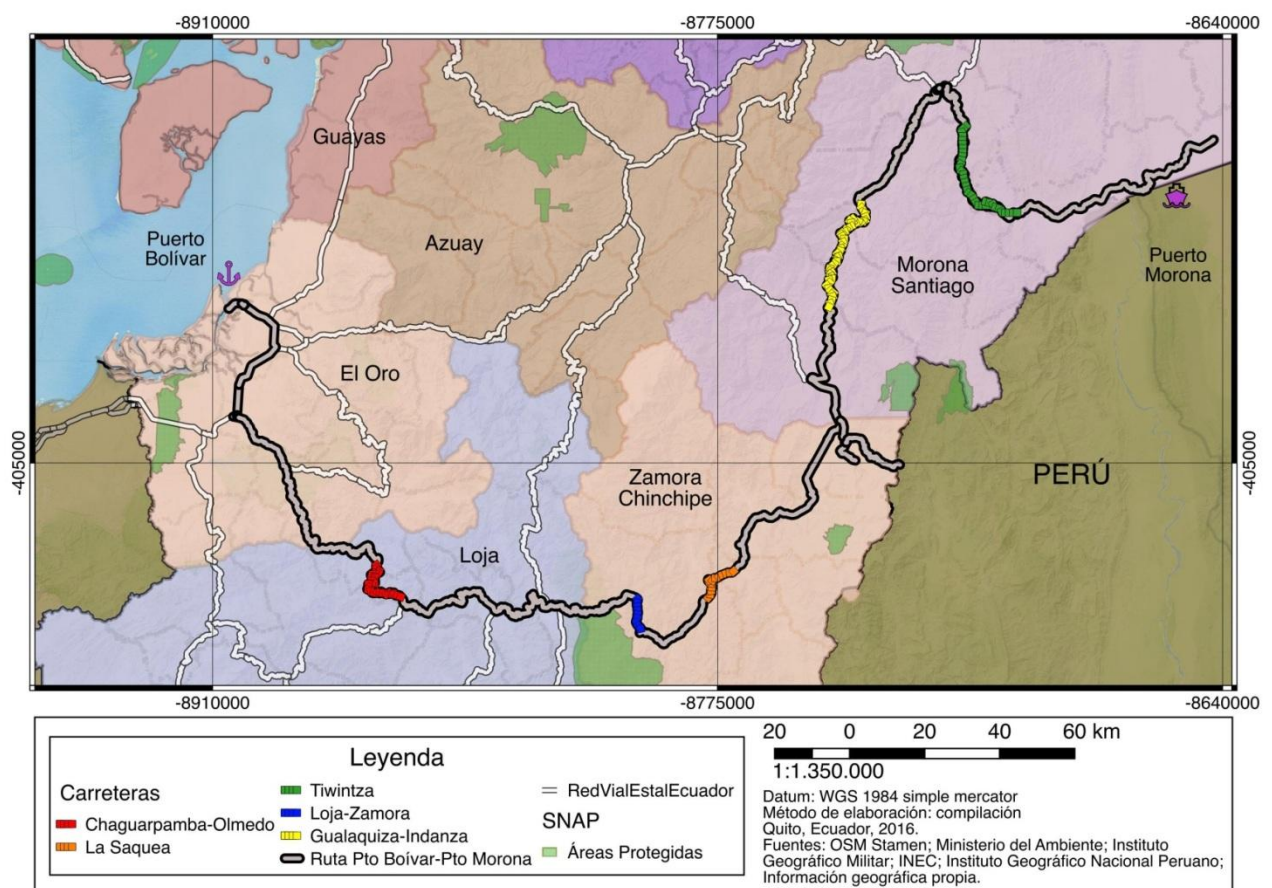 -8910000
-8775000
-8640000
Guayas
Puerto
Bolívar
Azuay
Morona
Santiago
Puerto
Morona
El Oro
-405000
-405000
Zamora
Chinchipe
PERÚ
Loja
-8910000
-8775000
-8640000
Leyenda
Carreteras
Chaguarpamba-Olmedo
La Saquea
Tiwintza
Loja-Zamora
Gualaquiza-Indanza
Ruta Pto Boívar-Pto Morona
RedVialEstalEcuador
SNAP
Áreas Protegidas
20 0 20 40 60 km
1:1.350.000
Datum: WGS 1984 simple mercator
Método de elaboración: compilación
Quito, Ecuador, 2016.
Fuentes: OSM Stamen; Ministerio del Ambiente; Instituto
Geográfico Militar; INEC; Instituto Geográfico Nacional Peruano;
Información geográfica propia.